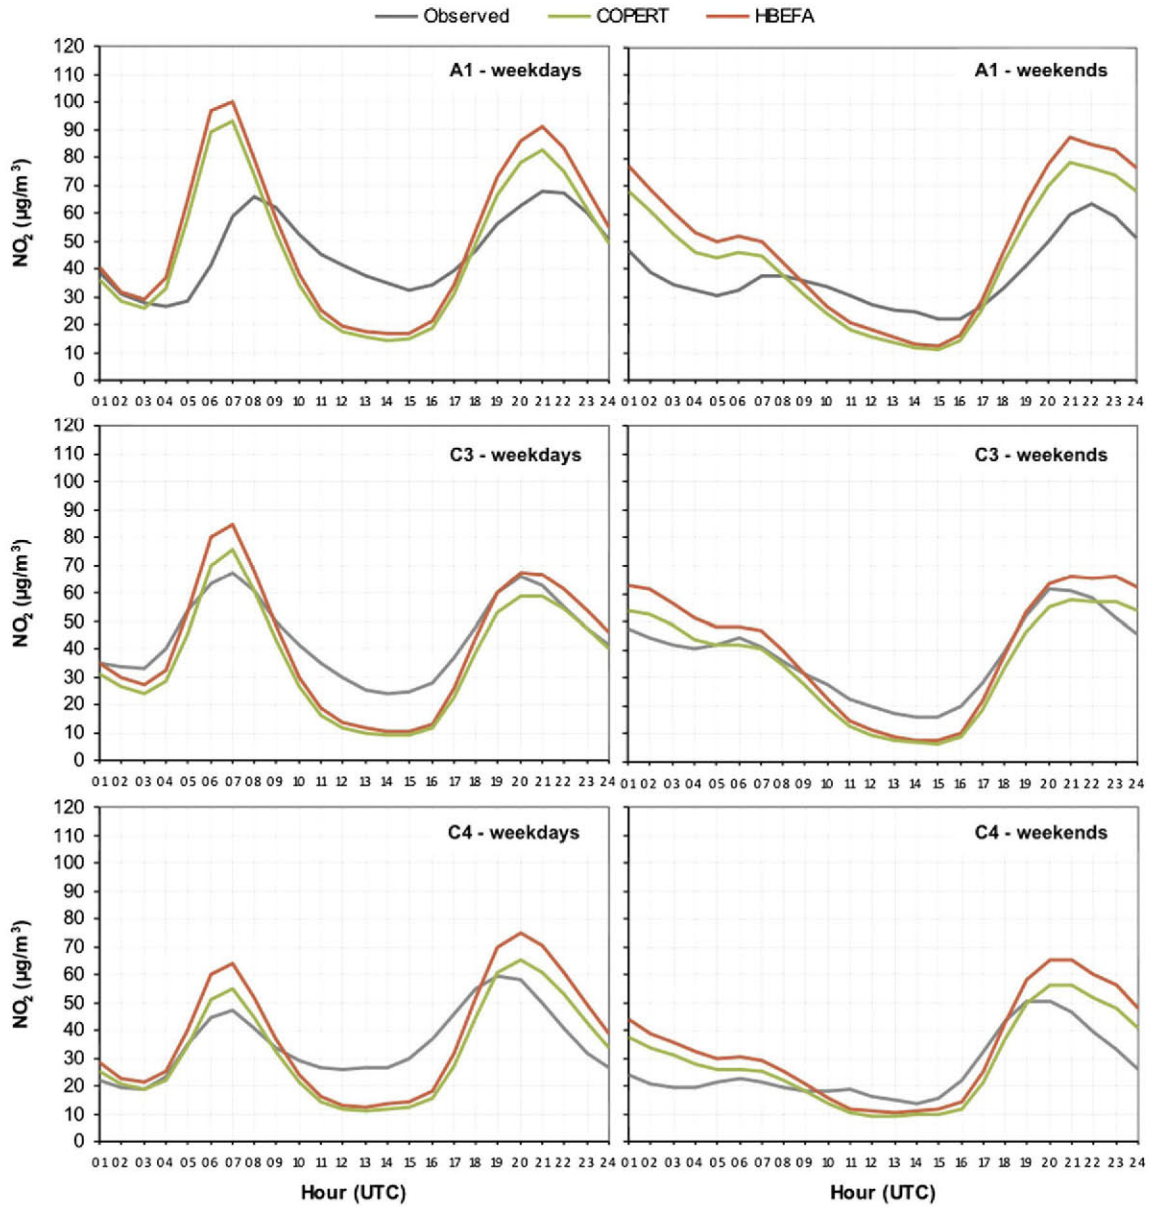 Observed COPERT HBEFA
A1 - weekdays
A1 - weekends
NO2 (µg/m3)
120
110
100
90
80
70
60
50
40
30
20
10
0
01 02 03 04 05 06 07 08 09 10 11 12 13 14 15 16 17 18 19 20 21 22 23 24
01 02 03 04 05 06 07 08 09 10 11 12 13 14 15 16 17 18 19 20 21 22 23 24
C3 - weekdays
C3 - weekends
NO2 (µg/m3)
120
110
100
90
80
70
60
50
40
30
20
10
0
01 02 03 04 05 06 07 08 09 10 11 12 13 14 15 16 17 18 19 20 21 22 23 24
01 02 03 04 05 06 07 08 09 10 11 12 13 14 15 16 17 18 19 20 21 22 23 24
C4 - weekdays
C4 - weekends
NO2 (µg/m3)
120
110
100
90
80
70
60
50
40
30
20
10
0
01 02 03 04 05 06 07 08 09 10 11 12 13 14 15 16 17 18 19 20 21 22 23 24
01 02 03 04 05 06 07 08 09 10 11 12 13 14 15 16 17 18 19 20 21 22 23 24
Hour (UTC)
Hour (UTC)